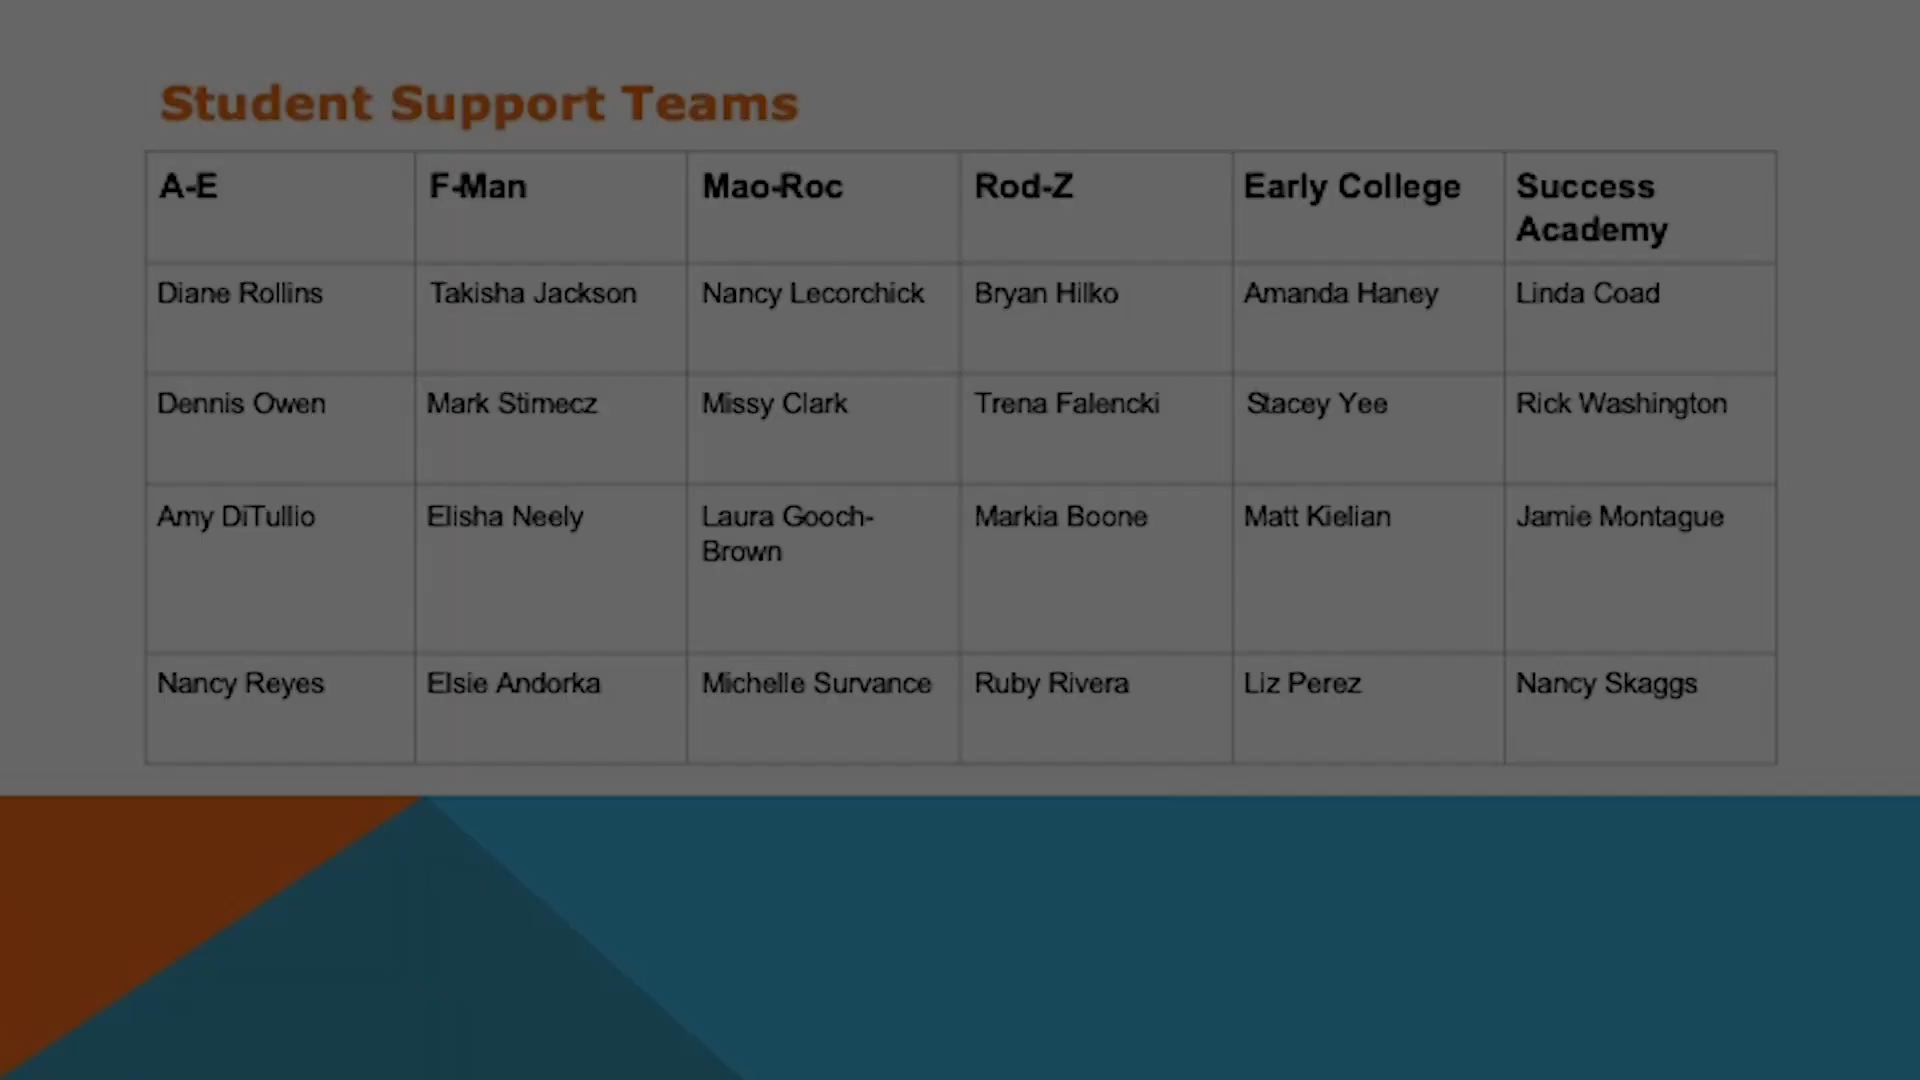 Student Support Teams
A-E
F-Man
Mao-Roc
Rod-Z
Early College
Success
Academy
Diane Rollins
Takisha Jackson
Nancy Lecorchick
Bryan Hilko
Amanda Haney
Linda Coad
Dennis Owen
Mark Stimecz
Missy Clark
Trena Falencki
Stacey Yee
Rick Washington
Amy DiTullio
Elisha Neely
Laura Gooch-
Brown
Markia Boone
Matt Kielian
Jamie Montague
Nancy Reyes
Elsie Andorka
Michelle Survance
Ruby Rivera
Liz Perez
Nancy Skaggs